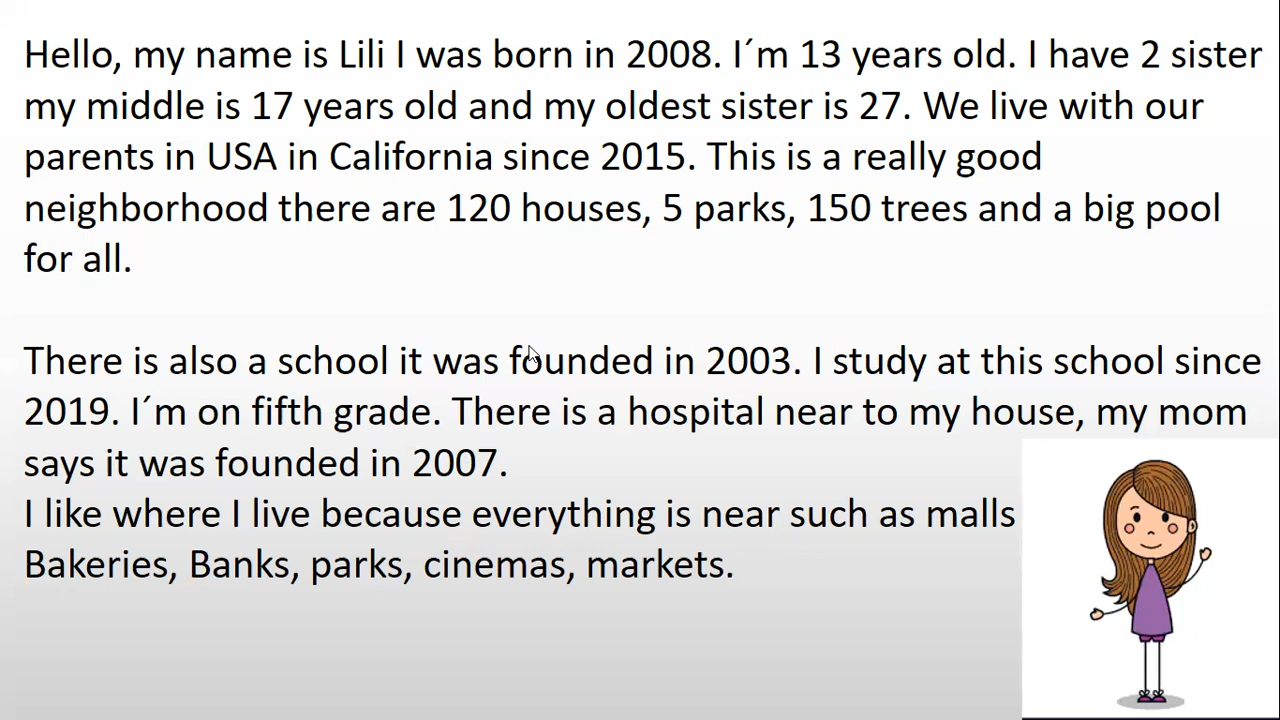 Hello, my name is Lili I was born in 2008. I´m 13 years old. I have 2 sister
my middle is 17 years old and my oldest sister is 27. We live with our
parents in USA in California since 2015. This is a really good
neighborhood there are 120 houses, 5 parks, 150 trees and a big pool
for all.
There is also a school it was founded in 2003. I study at this school since
2019. I´m on fifth grade. There is a hospital near to my house, my mom
says it was founded in 2007.
I like where I live because everything is near such as malls
Bakeries, Banks, parks, cinemas, markets.